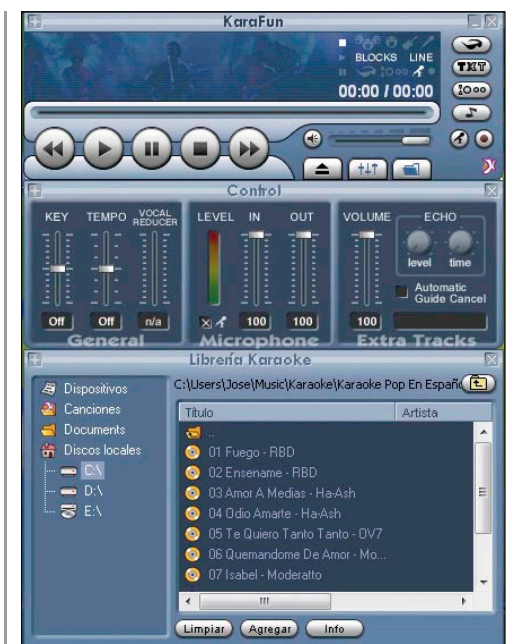 KaraFun
BLOCKS LINE
00:00 / 00:00
TXT
Control
KEY TEMPO VOCAL REDUCER LEVEL IN OUT VOLUME ECHO
level time
Automatic
Guide Cancel
Off Off n/a 100 100 100
General Microphone Extra Tracks
Librería Karaoke
Dispositivos
Canciones
Documents
Discos locales
C:\
D:\
E:\
C:\Users\Jose\Music\Karaoke\Karaoke Pop En Españo
Título Artista
..
01 Fuego - RBD
02 Ensename - RBD
03 Amor A Medias - Ha-Ash
04 Odio Amarte - Ha-Ash
05 Te Quiero Tanto Tanto - OV7
06 Quemandome De Amor - Mo...
07 Isabel - Moderatto
Limpiar Agregar Info